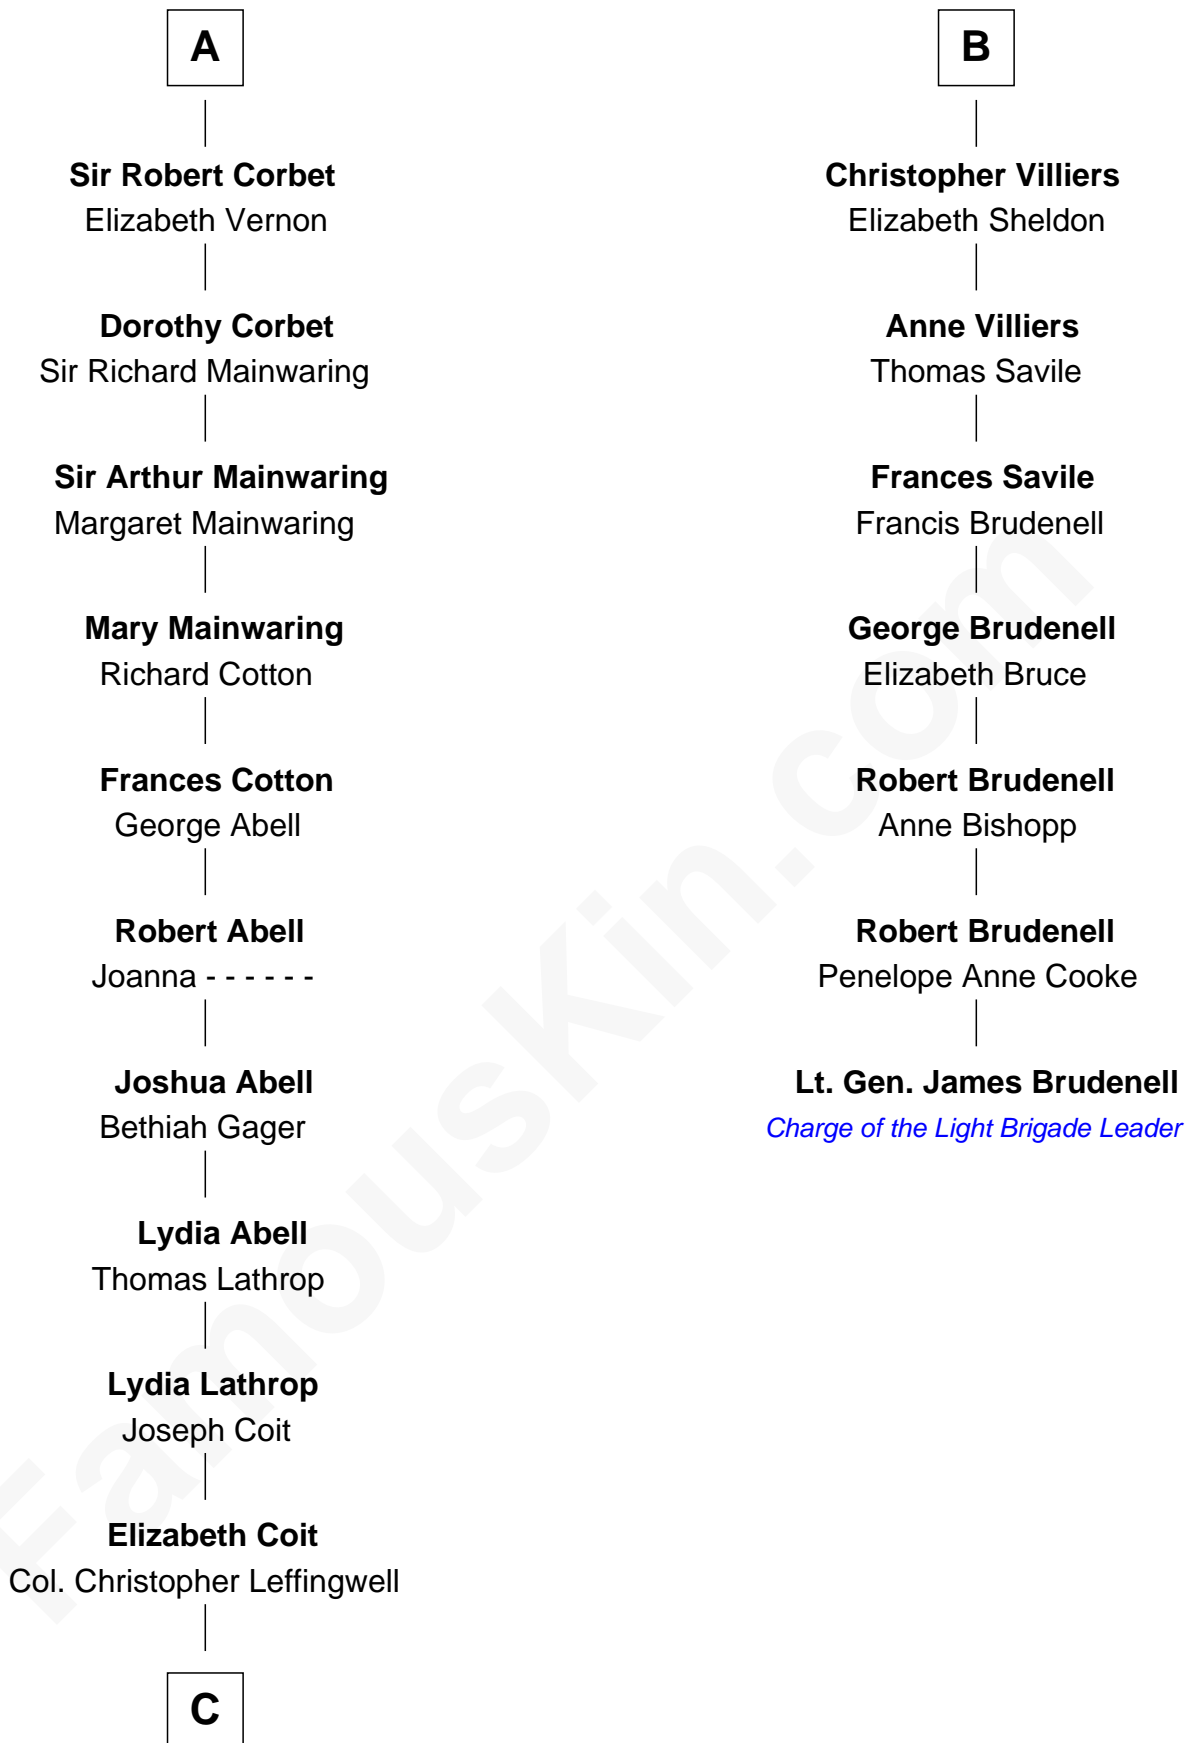 A
Sir Robert Corbet
Elizabeth Vernon
Dorothy Corbet
Sir Richard Mainwaring
Sir Arthur Mainwaring
Margaret Mainwaring
Mary Mainwaring
Richard Cotton
Frances Cotton
George Abell
Robert Abell
Joanna - - - - - -
Joshua Abell
Bethiah Gager
Lydia Abell
Thomas Lathrop
Lydia Lathrop
Joseph Coit
Elizabeth Coit
Col. Christopher Leffingwell
C
B
Christopher Villiers
Elizabeth Sheldon
Anne Villiers
Thomas Savile
Frances Savile
Francis Brudenell
George Brudenell
Elizabeth Bruce
Robert Brudenell
Anne Bishopp
Robert Brudenell
Penelope Anne Cooke
Lt. Gen. James Brudenell
Charge of the Light Brigade Leader
FamousKin.com